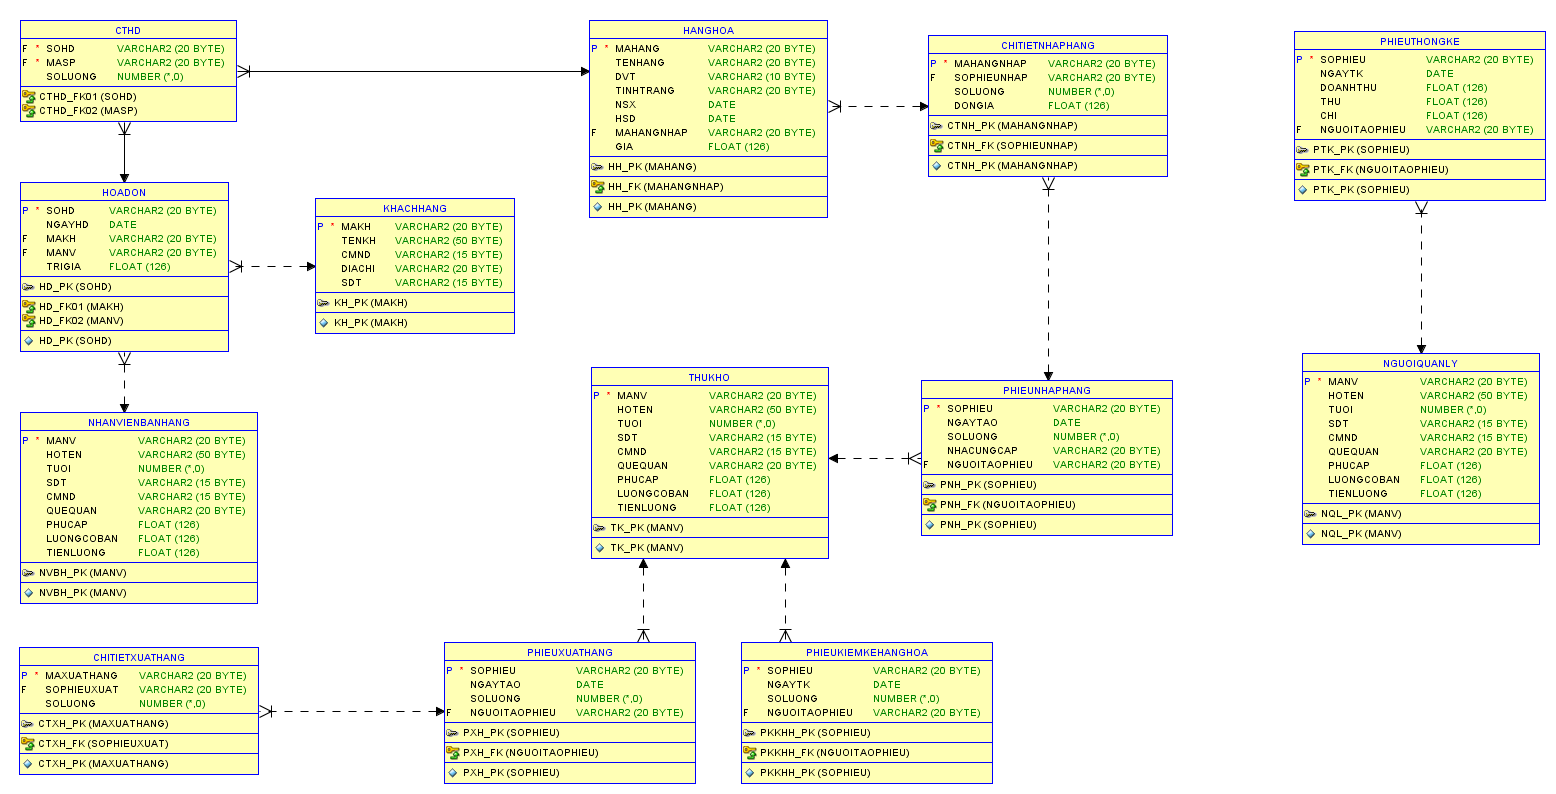 CTHD
F * SOHD VARCHAR2 (20 BYTE)
F * MASP VARCHAR2 (20 BYTE)
SOLUONG NUMBER (*,0)
CTHD_FK01 (SOHD)
CTHD_FK02 (MASP)
HANGHOA
P * MAHANG VARCHAR2 (20 BYTE)
TENHANG VARCHAR2 (20 BYTE)
DVT VARCHAR2 (10 BYTE)
TINHTRANG VARCHAR2 (20 BYTE)
NSX DATE
HSD DATE
F MAHANGNHAP VARCHAR2 (20 BYTE)
GIA FLOAT (126)
HH_PK (MAHANG)
HH_FK (MAHANGNHAP)
HH_PK (MAHANG)
CHITIETNHAPHANG
P * MAHANGNHAP VARCHAR2 (20 BYTE)
F SOPHIEUNHAP VARCHAR2 (20 BYTE)
SOLUONG NUMBER (*,0)
DONGIA FLOAT (126)
CTNH_PK (MAHANGNHAP)
CTNH_FK (SOPHIEUNHAP)
CTNH_PK (MAHANGNHAP)
PHIEUTHONGKE
P * SOPHIEU VARCHAR2 (20 BYTE)
NGAYTK DATE
DOANHTHU FLOAT (126)
THU FLOAT (126)
CHI FLOAT (126)
F NGUOITAOPHIEU VARCHAR2 (20 BYTE)
PTK_PK (SOPHIEU)
PTK_FK (NGUOITAOPHIEU)
PTK_PK (SOPHIEU)
HOADON
P * SOHD VARCHAR2 (20 BYTE)
NGAYHD DATE
F MAKH VARCHAR2 (20 BYTE)
F MANV VARCHAR2 (20 BYTE)
TRIGIA FLOAT (126)
HD_PK (SOHD)
HD_FK01 (MAKH)
HD_FK02 (MANV)
HD_PK (SOHD)
KHACHHANG
P * MAKH VARCHAR2 (20 BYTE)
TENKH VARCHAR2 (50 BYTE)
CMND VARCHAR2 (15 BYTE)
DIACHI VARCHAR2 (20 BYTE)
SDT VARCHAR2 (15 BYTE)
KH_PK (MAKH)
KH_PK (MAKH)
NHANVIENBANHANG
P * MANV VARCHAR2 (20 BYTE)
HOTEN VARCHAR2 (50 BYTE)
TUOI NUMBER (*,0)
SDT VARCHAR2 (15 BYTE)
CMND VARCHAR2 (15 BYTE)
QUEQUAN VARCHAR2 (20 BYTE)
PHUCAP FLOAT (126)
LUONGCOBAN FLOAT (126)
TIENLUONG FLOAT (126)
NVBH_PK (MANV)
NVBH_PK (MANV)
THUKHO
P * MANV VARCHAR2 (20 BYTE)
HOTEN VARCHAR2 (50 BYTE)
TUOI NUMBER (*,0)
SDT VARCHAR2 (15 BYTE)
CMND VARCHAR2 (15 BYTE)
QUEQUAN VARCHAR2 (20 BYTE)
PHUCAP FLOAT (126)
LUONGCOBAN FLOAT (126)
TIENLUONG FLOAT (126)
TK_PK (MANV)
TK_PK (MANV)
PHIEUNHAPHANG
P * SOPHIEU VARCHAR2 (20 BYTE)
NGAYTAO DATE
SOLUONG NUMBER (*,0)
NHACUNGCAP VARCHAR2 (20 BYTE)
F NGUOITAOPHIEU VARCHAR2 (20 BYTE)
PNH_PK (SOPHIEU)
PNH_FK (NGUOITAOPHIEU)
PNH_PK (SOPHIEU)
NGUOIQUANLY
P * MANV VARCHAR2 (20 BYTE)
HOTEN VARCHAR2 (50 BYTE)
TUOI NUMBER (*,0)
SDT VARCHAR2 (15 BYTE)
CMND VARCHAR2 (15 BYTE)
QUEQUAN VARCHAR2 (20 BYTE)
PHUCAP FLOAT (126)
LUONGCOBAN FLOAT (126)
TIENLUONG FLOAT (126)
NQL_PK (MANV)
NQL_PK (MANV)
CHITIETXUATHANG
P * MAXUATHANG VARCHAR2 (20 BYTE)
F SOPHIEUXUAT VARCHAR2 (20 BYTE)
SOLUONG NUMBER (*,0)
CTXH_PK (MAXUATHANG)
CTXH_FK (SOPHIEUXUAT)
CTXH_PK (MAXUATHANG)
PHIEUXUATHANG
P * SOPHIEU VARCHAR2 (20 BYTE)
NGAYTAO DATE
SOLUONG NUMBER (*,0)
F NGUOITAOPHIEU VARCHAR2 (20 BYTE)
PXH_PK (SOPHIEU)
PXH_FK (NGUOITAOPHIEU)
PXH_PK (SOPHIEU)
PHIEUKIEMKEHANGHOA
P * SOPHIEU VARCHAR2 (20 BYTE)
NGAYTK DATE
SOLUONG NUMBER (*,0)
F NGUOITAOPHIEU VARCHAR2 (20 BYTE)
PKKHH_PK (SOPHIEU)
PKKHH_FK (NGUOITAOPHIEU)
PKKHH_PK (SOPHIEU)